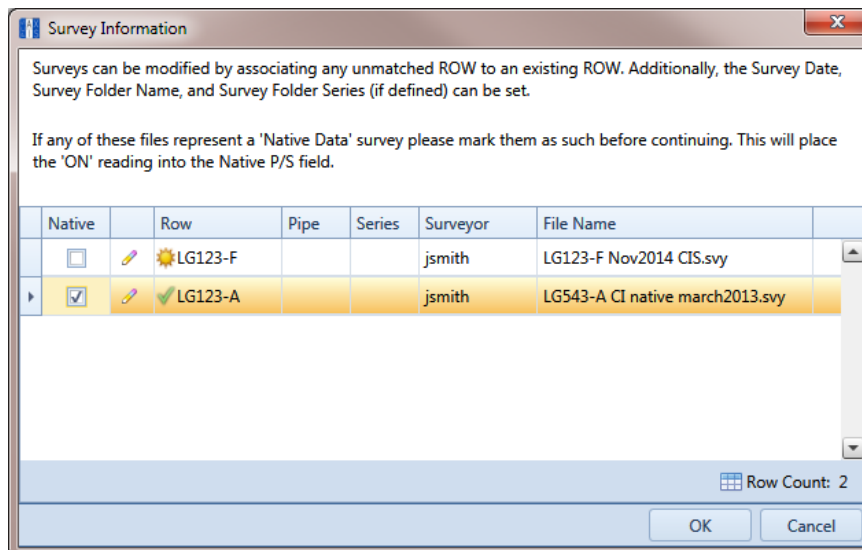 Survey Information
Surveys can be modified by associating any unmatched ROW to an existing ROW. Additionally, the Survey Date,
Survey Folder Name, and Survey Folder Series (if defined) can be set.
If any of these files represent a 'Native Data' survey please mark them as such before continuing. This will place
the 'ON' reading into the Native P/S field.
Native Row Pipe Series Surveyor File Name
LG123-F jsmith LG123-F Nov2014 CIS.svy
LG123-A jsmith LG543-A CI native march2013.svy
Row Count: 2
OK Cancel